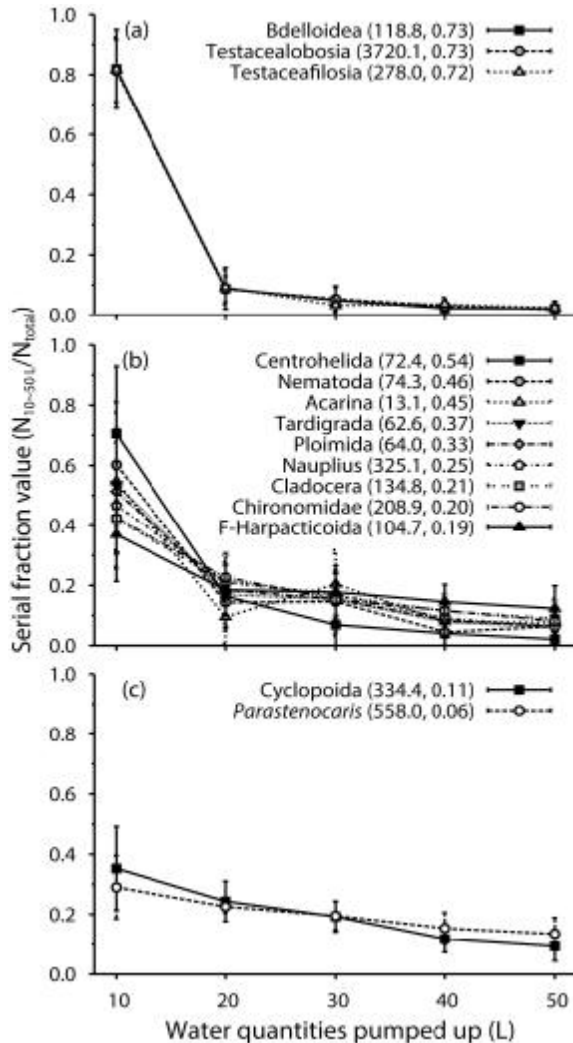 (a)
Bdelloidea (118.8, 0.73)
Testacealobosia (3720.1, 0.73)
Testaceafilosia (278.0, 0.72)
1.0
0.8
0.6
0.4
0.2
0.0
(b)
Centrohelida (72.4, 0.54)
Nematoda (74.3, 0.46)
Acarina (13.1, 0.45)
Tardigrada (62.6, 0.37)
Ploimida (64.0, 0.33)
Nauplius (325.1, 0.25)
Cladocera (134.8, 0.21)
Chironomidae (208.9, 0.20)
F-Harpacticoida (104.7, 0.19)
1.0
0.8
0.6
0.4
0.2
0.0
Serial fraction value (N10~50 L/Ntotal)
(c)
Cyclopoida (334.4, 0.11)
Parastenocaris (558.0, 0.06)
1.0
0.8
0.6
0.4
0.2
0.0
10 20 30 40 50
Water quantities pumped up (L)